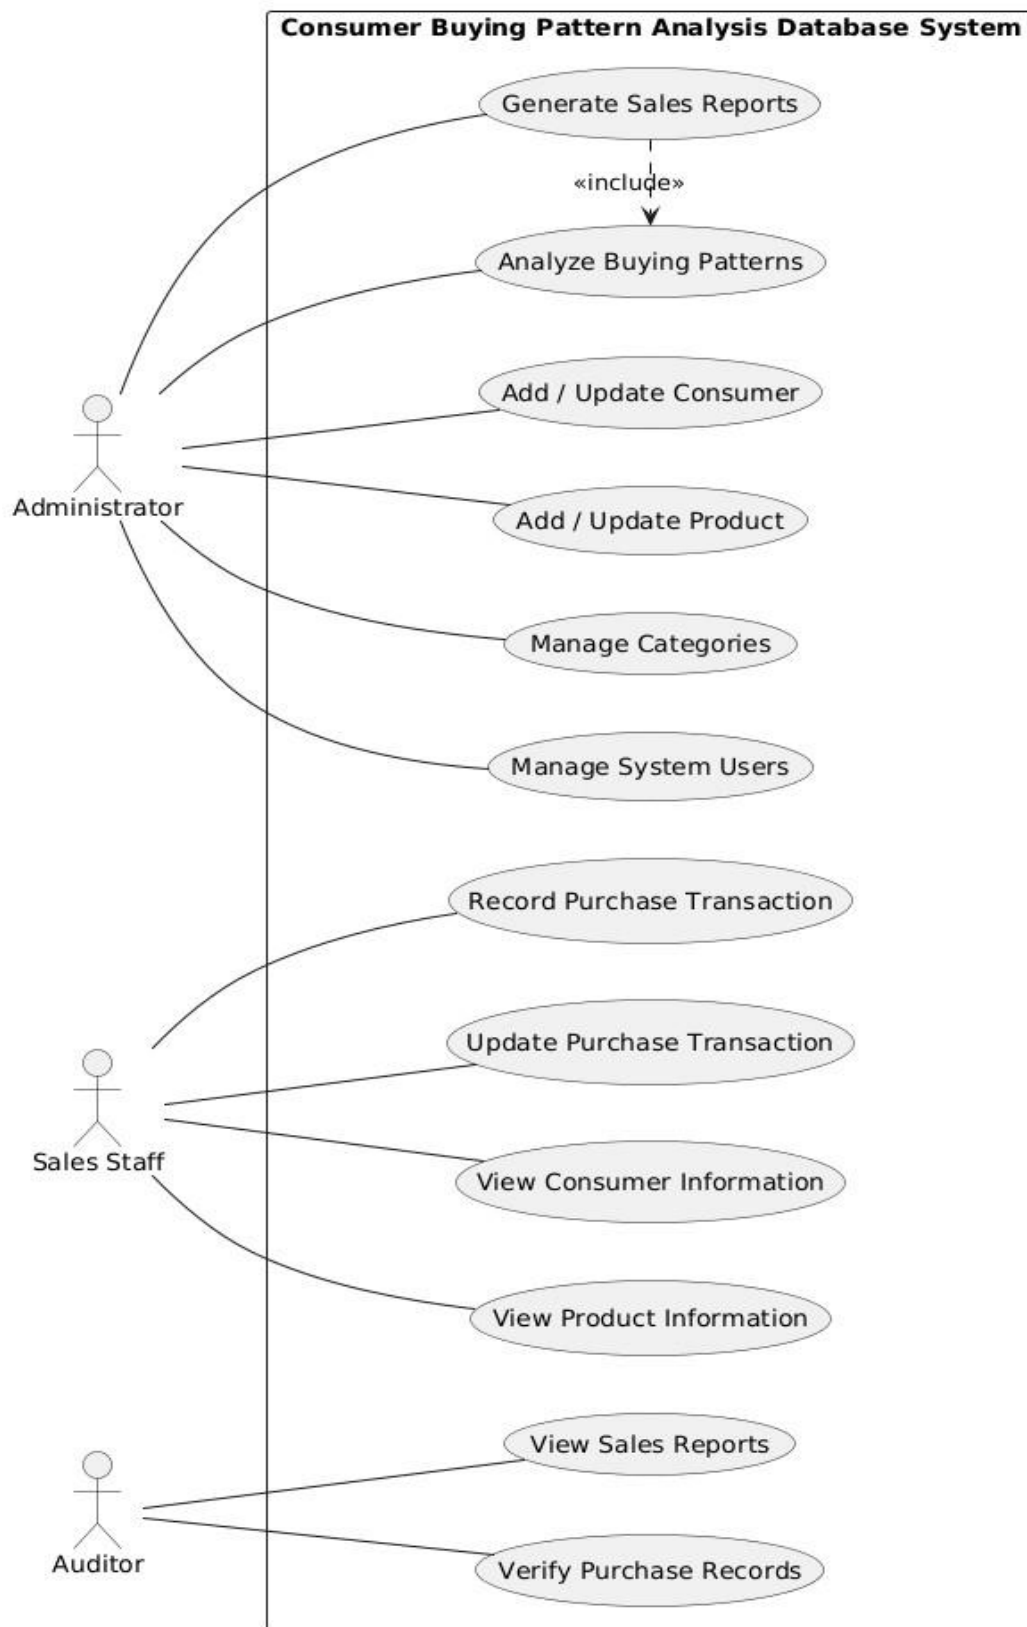 Consumer Buying Pattern Analysis Database System
Generate Sales Reports
«include»
Analyze Buying Patterns
Add / Update Consumer
Administrator
Add / Update Product
Manage Categories
Manage System Users
Record Purchase Transaction
Update Purchase Transaction
Sales Staff
View Consumer Information
View Product Information
View Sales Reports
Auditor
Verify Purchase Records